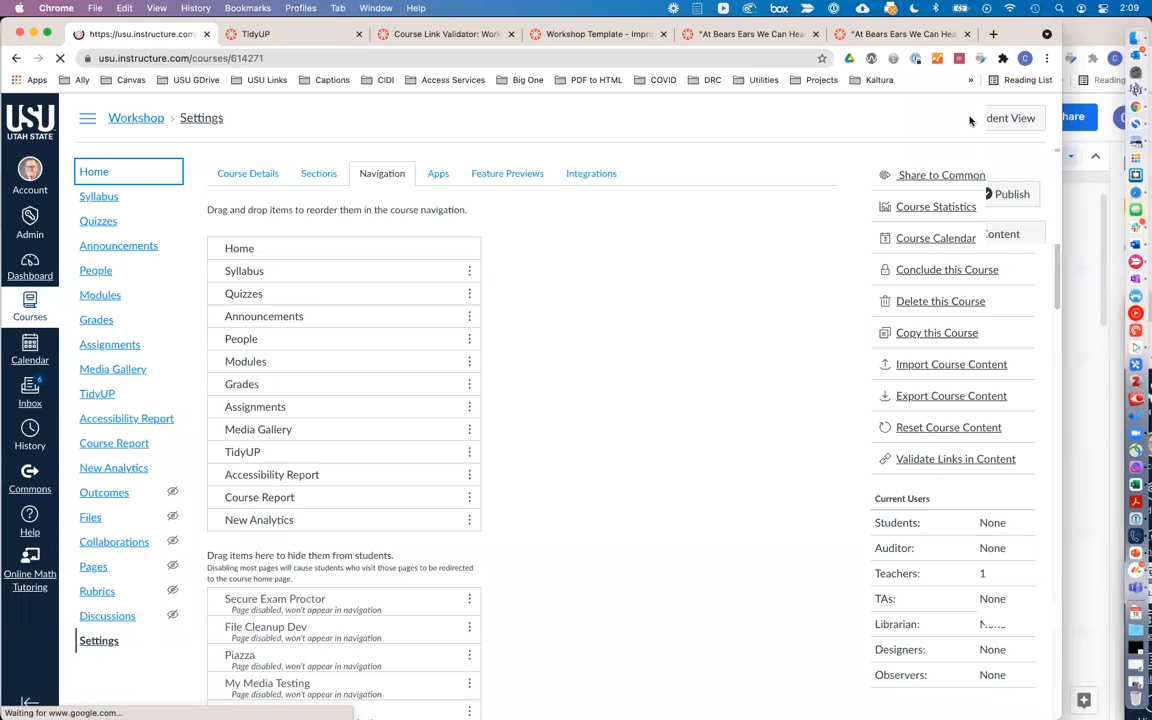 Chrome File Edit View History Bookmarks Profiles Tab Window Help
box
2:09
https://usu.instructure.com/courses/614271
TidyUP
Course Link Validator: Work
Workshop Template - Impro
"At Bears Ears We Can Hear
"At Bears Ears We Can Hear
usu.instructure.com/courses/614271
Apps Ally Canvas USU GDrive USU Links Captions CIDI Access Services Big One PDF to HTML COVID DRC Utilities Projects Kaltura » Reading List Reading
USU
UTAH STATE
Account
Admin
Dashboard
Courses
Calendar
6
Inbox
History
Commons
Help
Online Math
Tutoring
Workshop › Settings
dent View
hare
Home
Syllabus
Quizzes
Announcements
People
Modules
Grades
Assignments
Media Gallery
TidyUP
Accessibility Report
Course Report
New Analytics
Outcomes
Files
Collaborations
Pages
Rubrics
Discussions
Settings
Course Details Sections Navigation Apps Feature Previews Integrations
Drag and drop items to reorder them in the course navigation.
Home
Syllabus
Quizzes
Announcements
People
Modules
Grades
Assignments
Media Gallery
TidyUP
Accessibility Report
Course Report
New Analytics
Drag items here to hide them from students.
Disabling most pages will cause students who visit those pages to be redirected
to the course home page.
Secure Exam Proctor
Page disabled, won't appear in navigation
File Cleanup Dev
Page disabled, won't appear in navigation
Piazza
Page disabled, won't appear in navigation
My Media Testing
Page disabled, won't appear in navigation
Share to Common
Publish
Course Statistics
Course Calendar
ontent
Conclude this Course
Delete this Course
Copy this Course
Import Course Content
Export Course Content
Reset Course Content
Validate Links in Content
Current Users
Students: None
Auditor: None
Teachers: 1
TAs: None
Librarian:
Designers: None
Observers: None
Waiting for www.google.com...